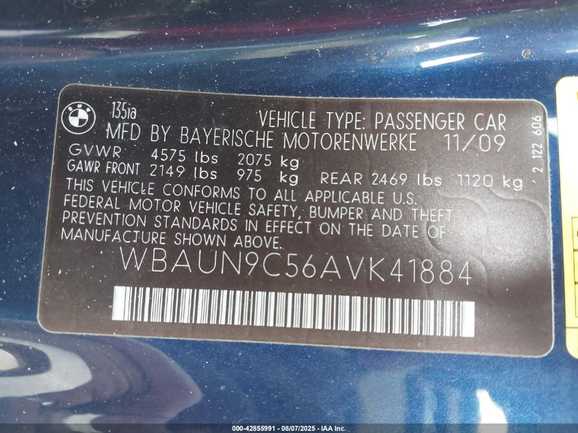 BMW
135ia
VEHICLE TYPE: PASSENGER CAR
MFD BY BAYERISCHE MOTORENWERKE 11/09
GVWR 4575 lbs 2075 kg
GAWR FRONT 2149 lbs 975 kg REAR 2469 lbs 1120 kg
THIS VEHICLE CONFORMS TO ALL APPLICABLE U.S.
FEDERAL MOTOR VEHICLE SAFETY, BUMPER AND THEFT
PREVENTION STANDARDS IN EFFECT ON THE DATE OF
MANUFACTURE SHOWN ABOVE.
WBAUN9C56AVK41884
2 122 606
000-42855991 - 08/07/2025 - IAA Inc.